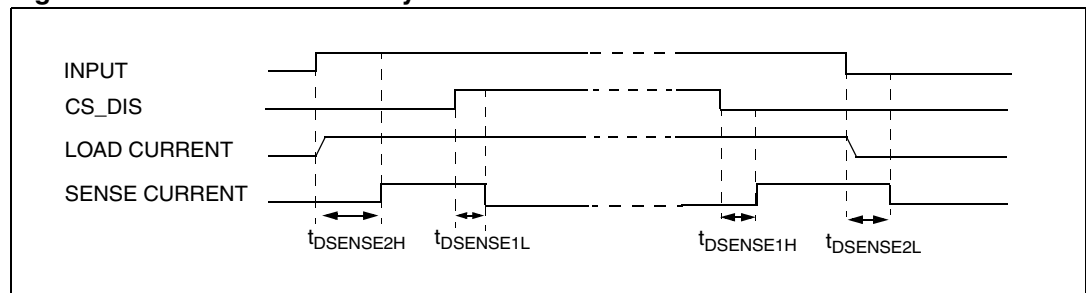 INPUT
CS_DIS
LOAD CURRENT
SENSE CURRENT
tDSENSE2H
tDSENSE1L
tDSENSE1H
tDSENSE2L